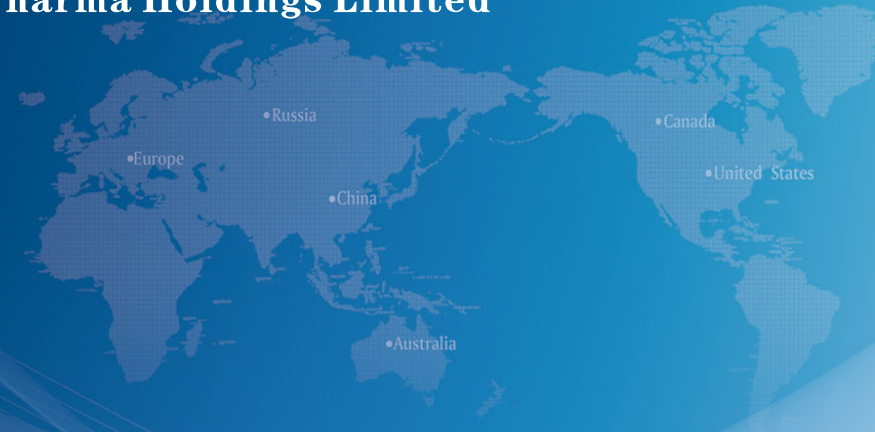 harma Holdings Limited
Russia
Canada
Europe
United States
China
Australia